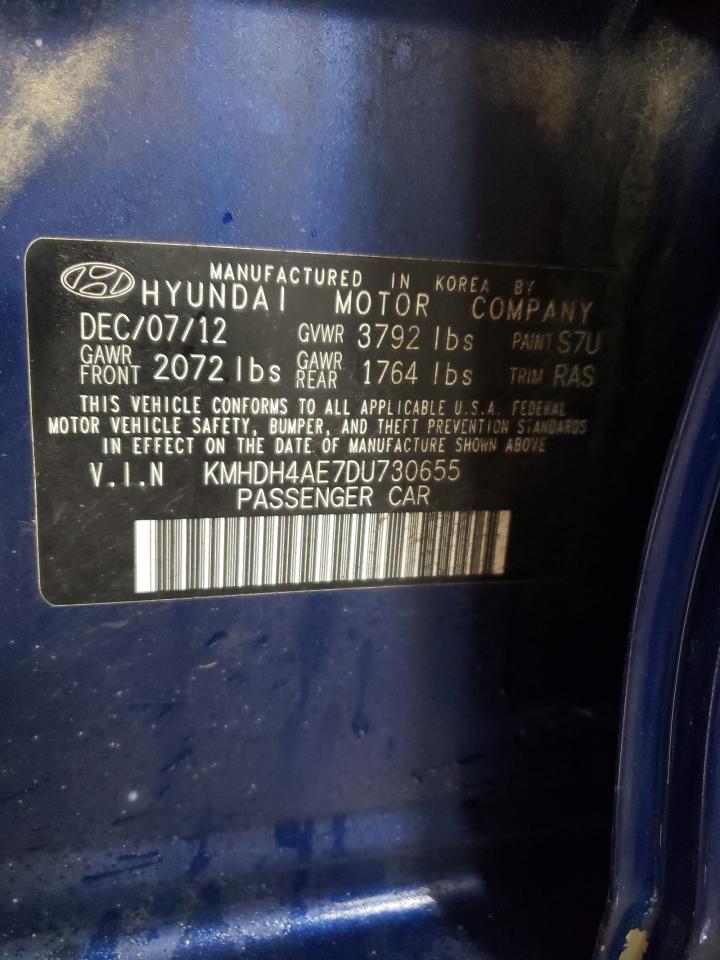 MANUFACTURED IN KOREA BY
HYUNDAI MOTOR COMPANY
DEC/07/12 GVWR 3792 lbs PAINT S7U
GAWR FRONT 2072 lbs GAWR REAR 1764 lbs TRIM RAS
THIS VEHICLE CONFORMS TO ALL APPLICABLE U.S.A. FEDERAL
MOTOR VEHICLE SAFETY, BUMPER, AND THEFT PREVENTION STANDARDS
IN EFFECT ON THE DATE OF MANUFACTURE SHOWN ABOVE
V.I.N KMHDH4AE7DU730655
PASSENGER CAR